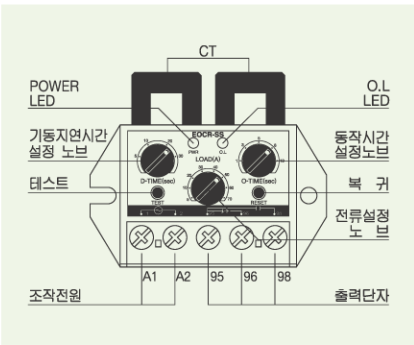 CT
POWER
LED
O.L
LED
기동지연시간
설정 노브
동작시간
설정노브
EOCR-SS
PWR
O.L
LOAD(A)
O-TIME(sec)
TEST
RESET
테스트
복 귀
전류설정
노 브
A1
A2
95
96
98
조작전원
출력단자